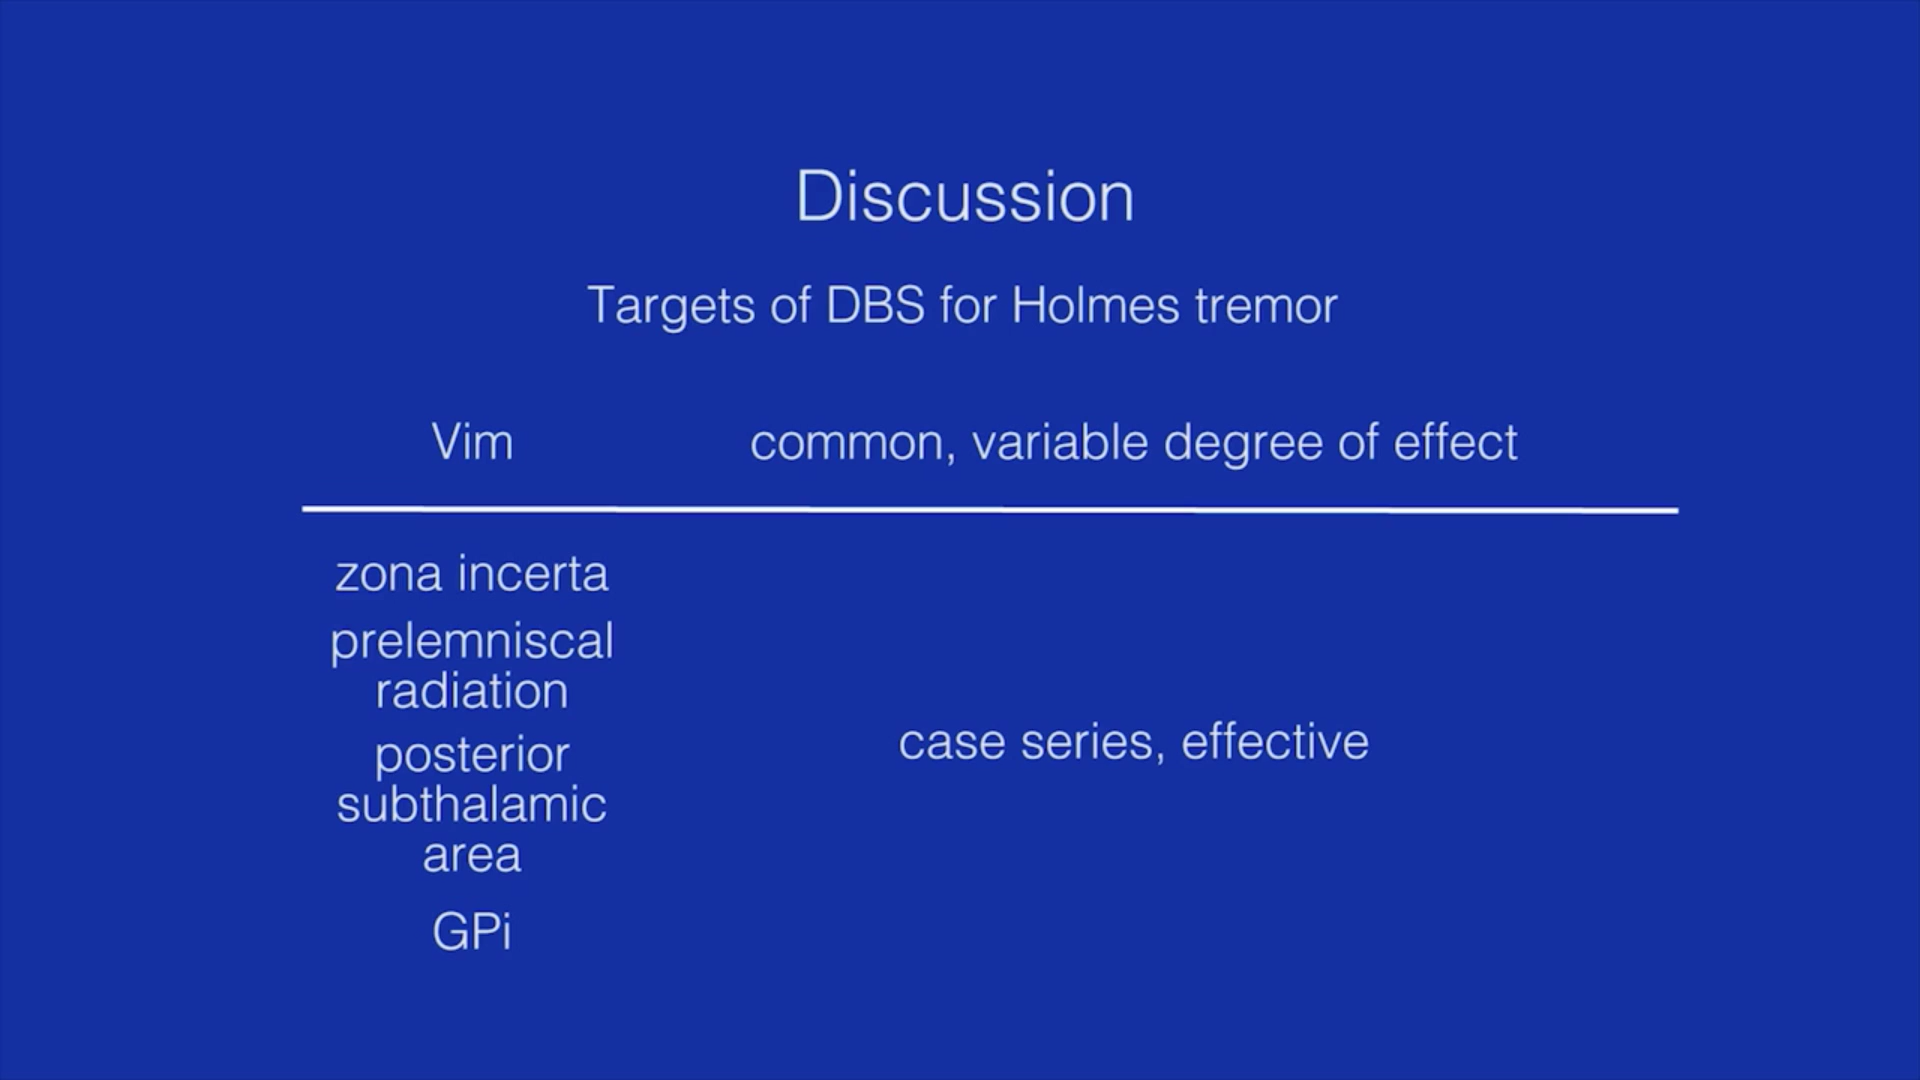 Discussion
Targets of DBS for Holmes tremor
Vim common, variable degree of effect
zona incerta
prelemniscal
radiation
posterior
subthalamic
area
GPi
case series, effective